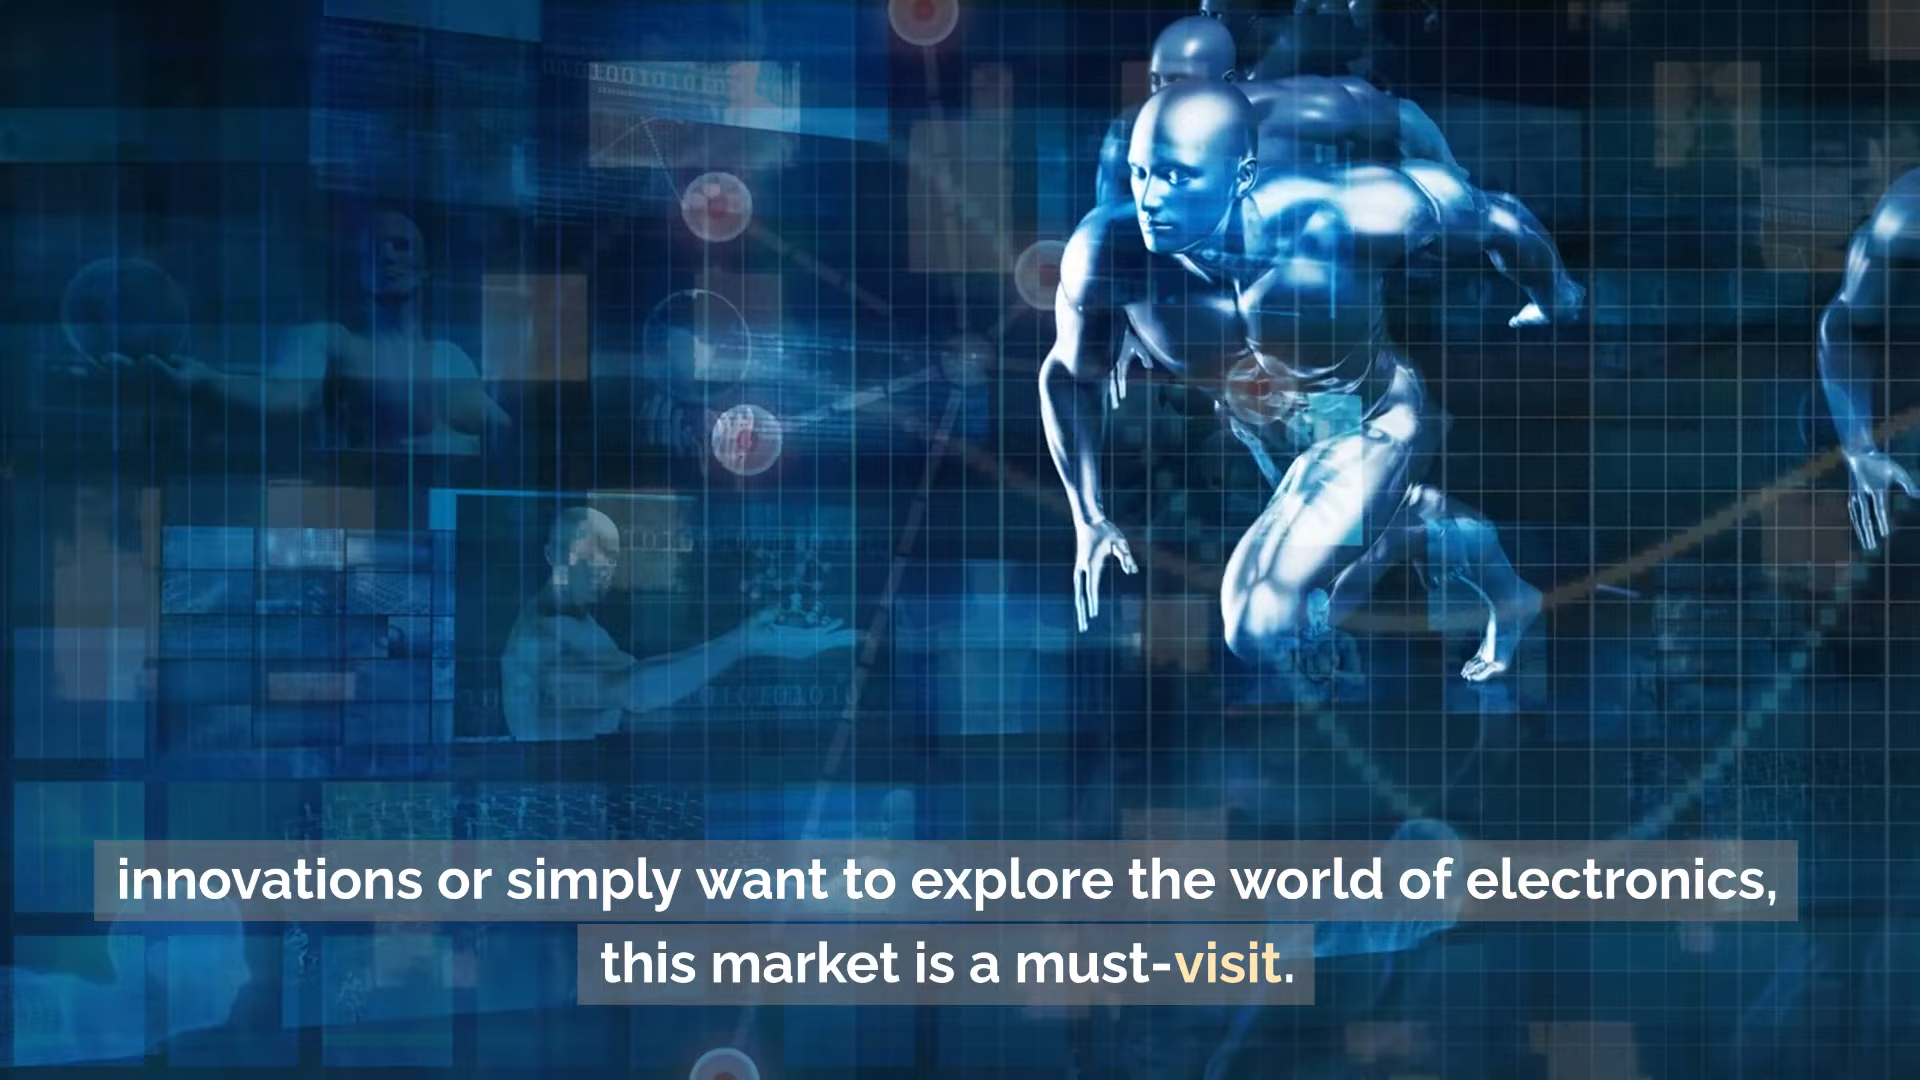 innovations or simply want to explore the world of electronics,
this market is a must-visit.